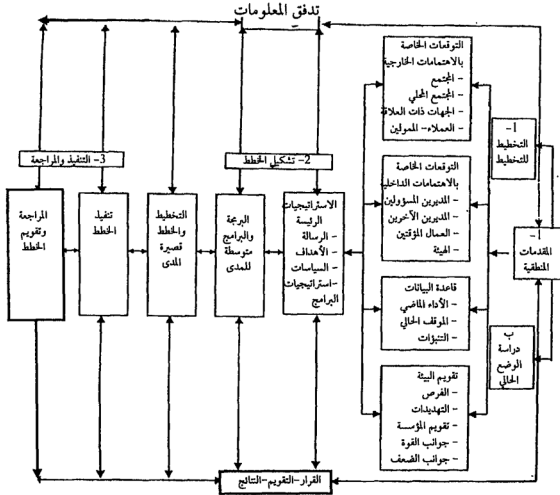 تدفق المعلومات
التوقعات الخاصة
بالاهتمامات الخارجية
– المجتمع
– المجتمع المحلي
– الجهات ذات العلاقة
– العملاء – الممولين
أ-
التخطيط
للتخطيط
2- تشكيل الخطط
3- التنفيذ والمراجعة
التوقعات الخاصة
بالاهتمامات الداخلية
– المديرين المسؤولين
– المديرين الآخرين
– العمال المؤقتين
– الهيئة
1-
المقدمات
المنطقية
الاستراتيجيات
الرئيسة
– الرسالة
– الأهداف
– السياسات
– استراتيجيات
البرامج
البرمجة
والبرامج
متوسطة
للمدى
التخطيط
والخطط
قصيرة
المدى
تنفيذ
الخطط
المراجعة
وتقويم
الخطط
قاعدة البيانات
– الأداء الماضي
– الموقف الحالي
– التنبؤات
ب
دراسة
الوضع
الحالي
تقويم البيئة
– الفرص
– التهديدات
– تقويم المؤسسة
– جوانب القوة
– جوانب الضعف
القرار-التقويم-النتائج